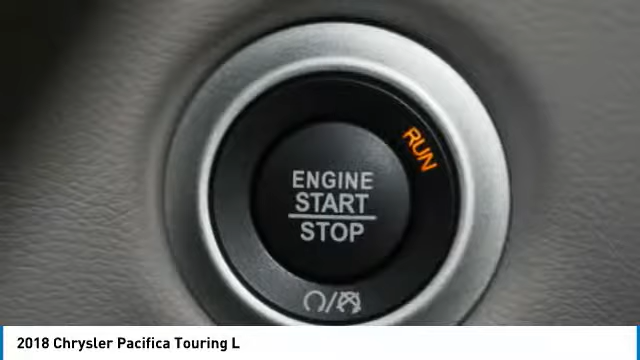 RUN
ENGINE
START
STOP
2018 Chrysler Pacifica Touring L